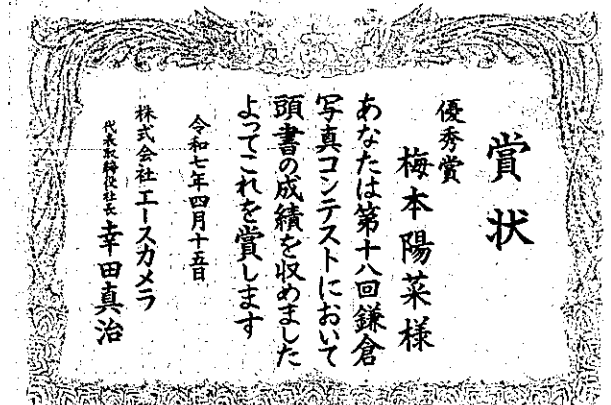 賞状
優秀賞
梅本陽菜様
あなたは第十八回鎌倉
写真コンテストにおいて
頭書の成績を収めました
よってこれを賞します
令和七年四月十五日
株式会社エースカメラ
代表取締役社長 幸田真治